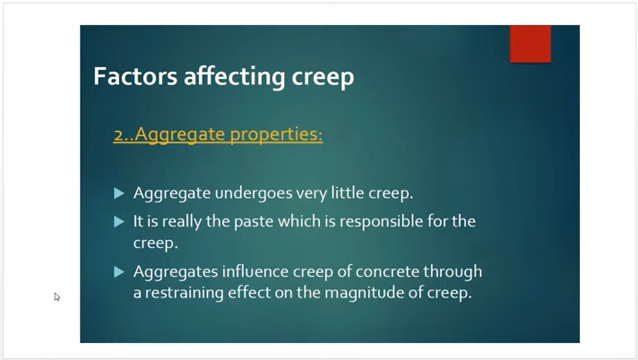 Factors affecting creep
2..Aggregate properties:
Aggregate undergoes very little creep.
It is really the paste which is responsible for the
creep.
Aggregates influence creep of concrete through
a restraining effect on the magnitude of creep.